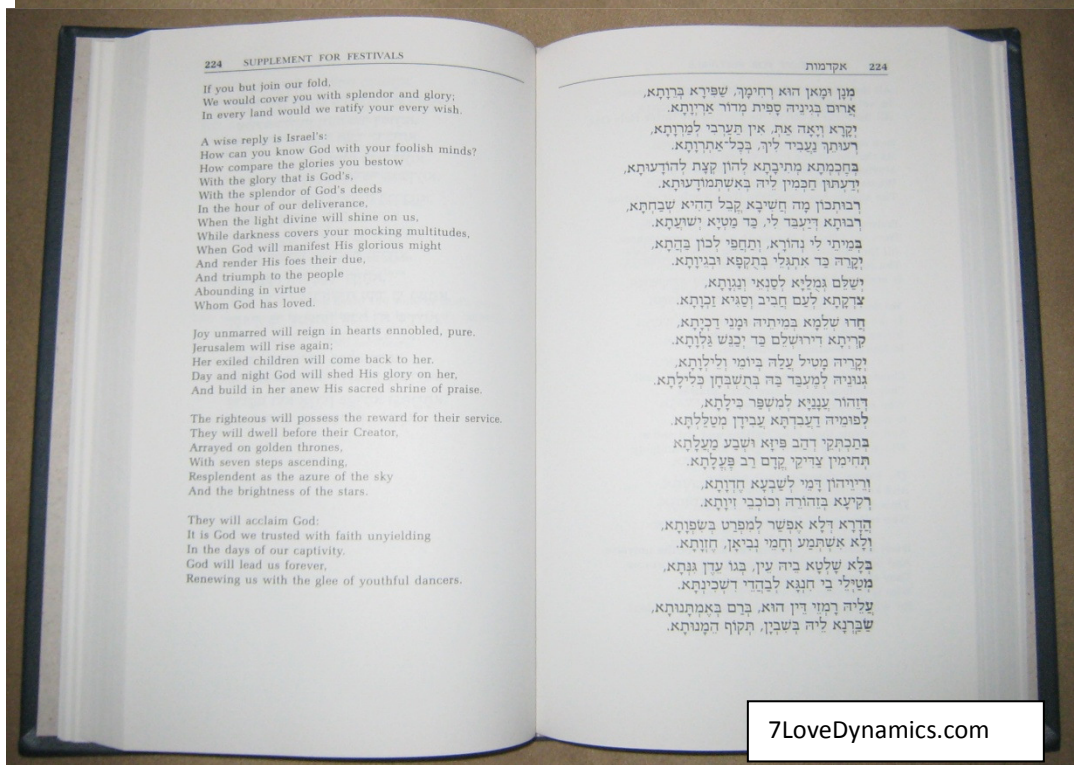 224 SUPPLEMENT FOR FESTIVALS
If you but join our fold,
We would cover you with splendor and glory;
In every land would we ratify your every wish.
A wise reply is Israel's:
How can you know God with your foolish minds?
How compare the glories you bestow
With the glory that is God's,
With the splendor of God's deeds
In the hour of our deliverance,
When the light divine will shine on us,
While darkness covers your mocking multitudes,
When God will manifest His glorious might
And render His foes their due,
And triumph to the people
Abounding in virtue
Whom God has loved.
Joy unmarred will reign in hearts ennobled, pure.
Jerusalem will rise again;
Her exiled children will come back to her.
Day and night God will shed His glory on her,
And build in her anew His sacred shrine of praise.
The righteous will possess the reward for their service.
They will dwell before their Creator,
Arrayed on golden thrones,
With seven steps ascending,
Resplendent as the azure of the sky
And the brightness of the stars.
They will acclaim God:
It is God we trusted with faith unyielding
In the days of our captivity.
God will lead us forever,
Renewing us with the glee of youthful dancers.
אקדמות 224
מְנָן וּמָאן הוּא רְחִימָךְ, שַׁפִּירָא בְּרֵוָתָא,
אֲרוּם בְּגִינֵיהּ סָפִית מְדוֹר אַרְיְוָתָא.
יְקָרָא וְיָאָה אַתְּ, אִין תַּעַרְבִי לְמַרְוָתָא,
רְעוּתֵךְ נַעֲבֵיד לִיךְ, בְּכָל־אַתְרְוָתָא.
בְּחָכְמְתָא מְתִיבָתָא לְהוֹן קְצָת לְהוֹדָעוּתָא,
יְדַעְתּוּן חַכְּמִין לֵיהּ בְּאִשְׁתְּמוֹדָעוּתָא.
רְבוּתְכוֹן מָה חֲשִׁיבָא קֳבֵל הַהִיא שְׁבַחְתָּא,
רְבוּתָא דְיַעֲבֵד לִי, כַּד מַטְיָא יְשׁוּעָתָא.
בְּמֵיתֵי לִי נְהוֹרָא, וְתַחֲפֵי לְכוֹן בַּהֲתָא,
יְקָרֵהּ כַּד אִתְגְּלֵי בְּתֻקְפָּא וּבְגֵיוָתָא.
יְשַׁלֵּם גְּמֻלַיָּא לְסַנְאֵי וְנַגְוָתָא,
צִדְקָתָא לְעַם חֲבִיב וְסַגִּיא זַכְוָתָא.
חֲדוּ שְׁלֵמָא בְּמֵיתֵיהּ וּמָנֵי דַכְיָתָא,
קִרְיְתָא דִירוּשְׁלֵם כַּד יְכַנֵּשׁ גַּלְוָתָא.
יְקָרֵיהּ מַטִּיל עֲלַהּ בְּיוֹמֵי וְלֵילְוָתָא,
גְּנוּנֵיהּ לְמֶעְבַּד בַּהּ בְּתֻשְׁבְּחָן כְּלִילָתָא.
דְּזֵהוֹר עֲנָנַיָּא לְמִשְׁפַּר כִּילָתָא,
לְפוּמֵיהּ דַעֲבִדְתָּא עֲבִידָן מְטַלַּלְתָּא.
בְּתַכְתְּקֵי דְהַב פִּיזָא וּשְׁבַע מַעֲלָתָא
תְּחִימִין צַדִּיקֵי קֳדָם רַב פָּעֳלָתָא.
וְרֵיוֵיהוֹן דָּמֵי לְשַׁבְעָא חֶדְוָתָא,
רְקִיעָא בְּזֵהוֹרֵהּ וְכוֹכְבֵי זִיוָתָא.
הֲדָרָא דְּלָא אֶפְשַׁר לְמִפְרַט בְּשִׂפְוָתָא,
וְלָא אִשְׁתְּמַע וְחָמֵי נְבִיאָן, חֶזְוָתָא.
בְּלָא שָׁלְטָא בֵיהּ עֵין, בְּגוֹ עֵדֶן גִּנְּתָא,
מְטַיְּלֵי בֵי חִנְגָּא לְבַהֲדֵי דִשְׁכִינְתָּא.
עֲלֵיהּ רָמְזֵי דֵּין הוּא, בְּרַם בְּאֶמְתָּנוּתָא,
שַׂבַּרְנָא לֵיהּ בְּשִׁבְיָן, תְּקוֹף הֵמָנוּתָא.
7LoveDynamics.com